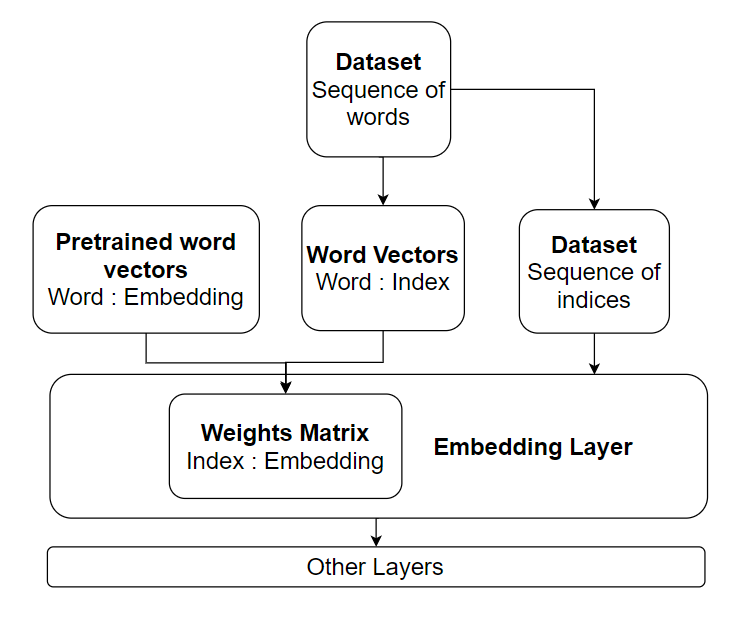 Dataset
Sequence of
words
Pretrained word
vectors
Word : Embedding
Word Vectors
Word : Index
Dataset
Sequence of
indices
Weights Matrix
Index : Embedding
Embedding Layer
Other Layers